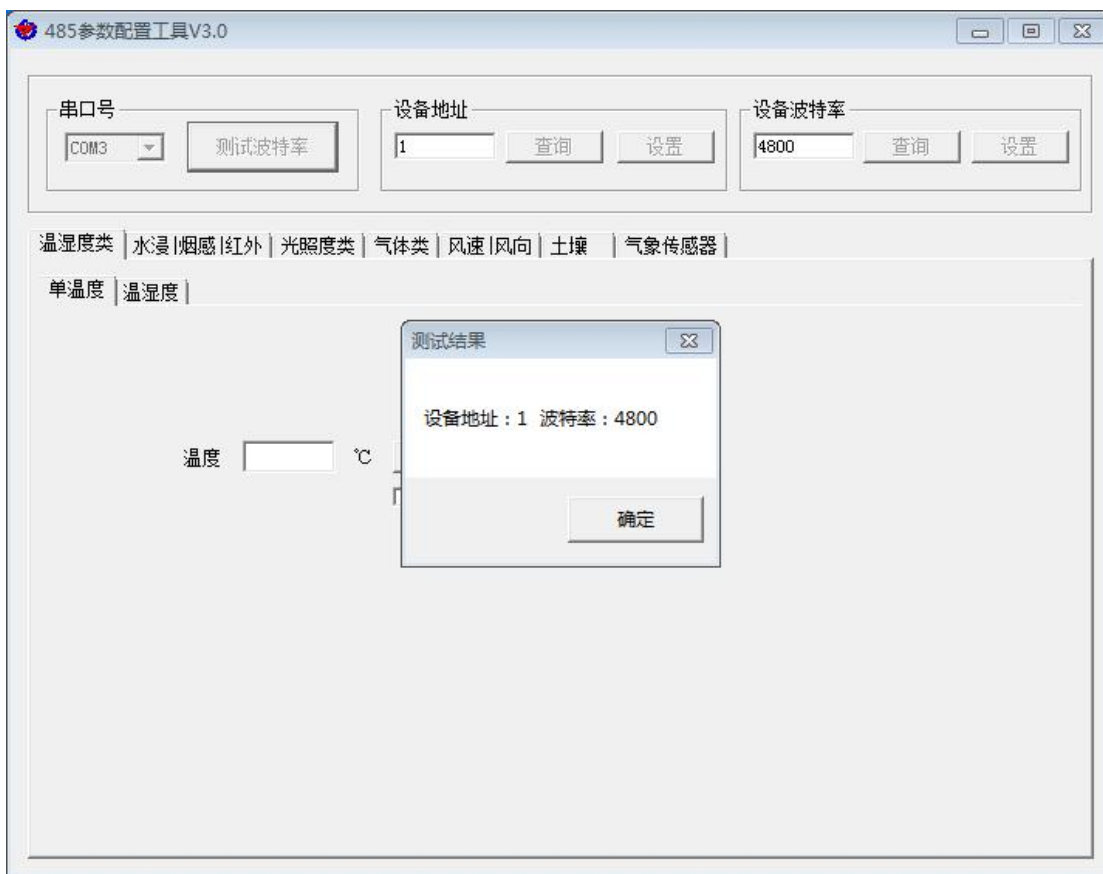 485参数配置工具V3.0
串口号 设备地址 设备波特率
COM3 测试波特率 1 查询 设置 4800 查询 设置
温湿度类 水浸|烟感|红外 光照度类 气体类 风速|风向 土壤 气象传感器
单温度 温湿度
测试结果
设备地址：1 波特率：4800
温度 ℃
确定